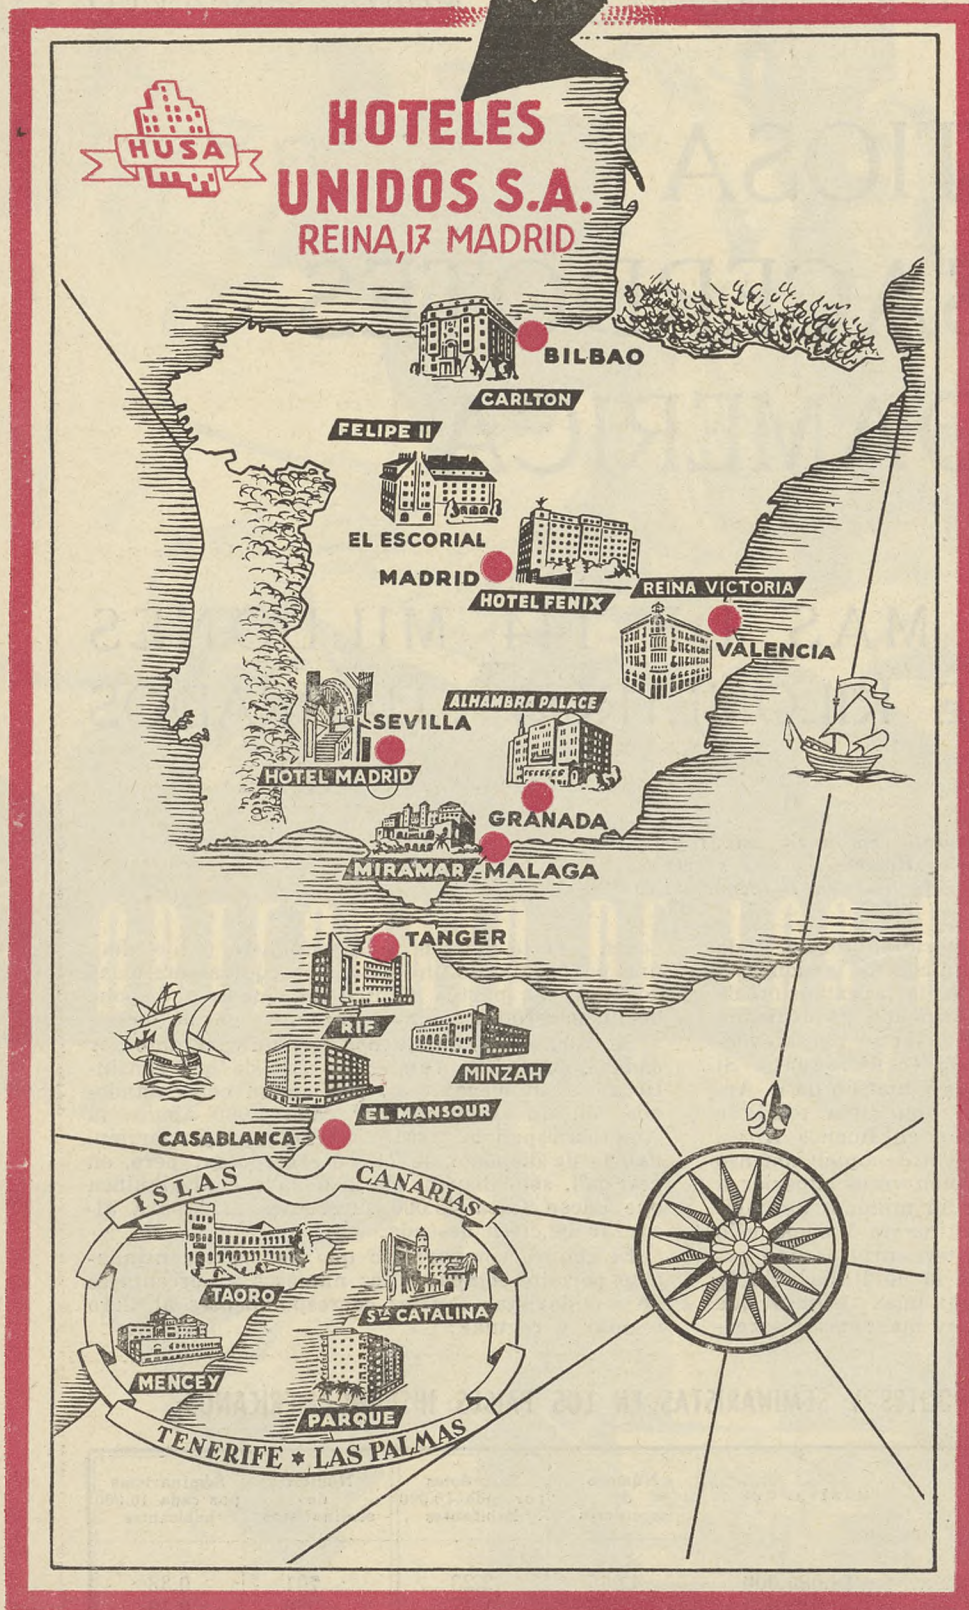 HUSA
HOTELES
UNIDOS S.A.
REINA, 17 MADRID
BILBAO
CARLTON
FELIPE II
EL ESCORIAL
MADRID
HOTEL FENIX
REINA VICTORIA
VALENCIA
ALHAMBRA PALACE
SEVILLA
HOTEL MADRID
GRANADA
MIRAMAR
MALAGA
TANGER
RIF
MINZAH
EL MANSOUR
CASABLANCA
ISLAS CANARIAS
TAORO
STA CATALINA
MENCEY
PARQUE
TENERIFE * LAS PALMAS